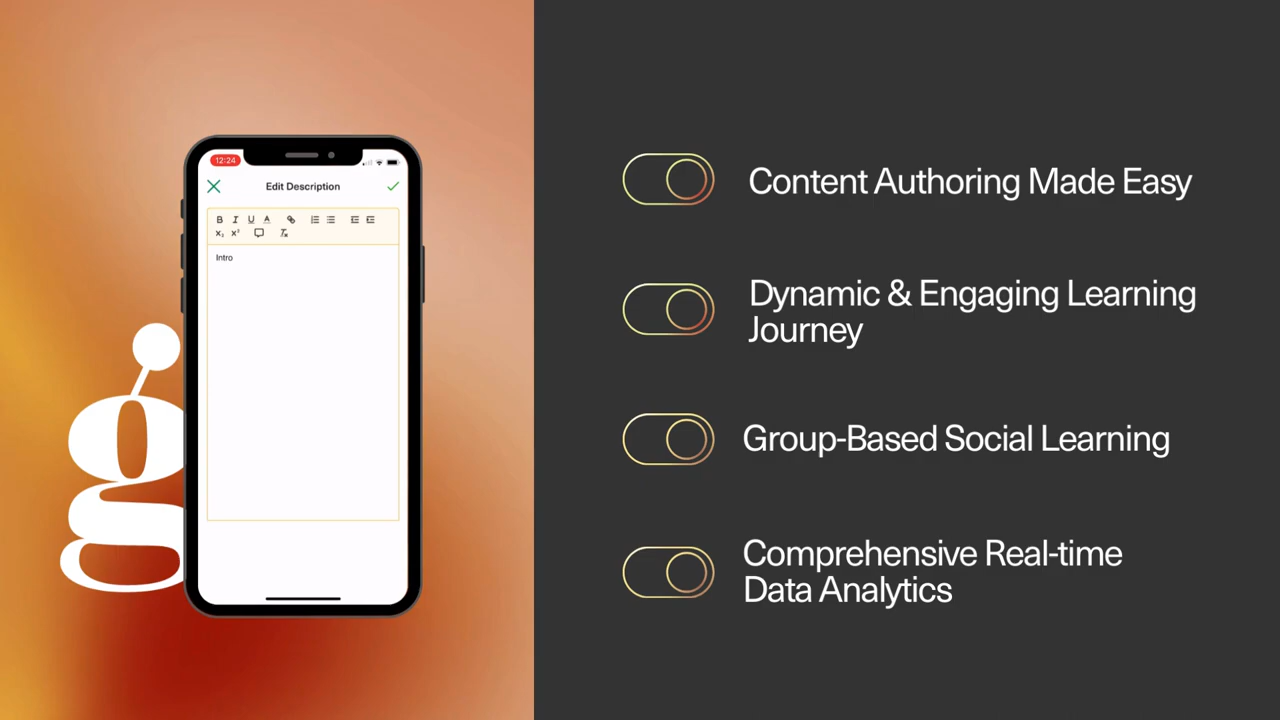 12:24
Edit Description
B I U A
X₂ X²
Intro
g
Content Authoring Made Easy
Dynamic & Engaging Learning
Journey
Group-Based Social Learning
Comprehensive Real-time
Data Analytics